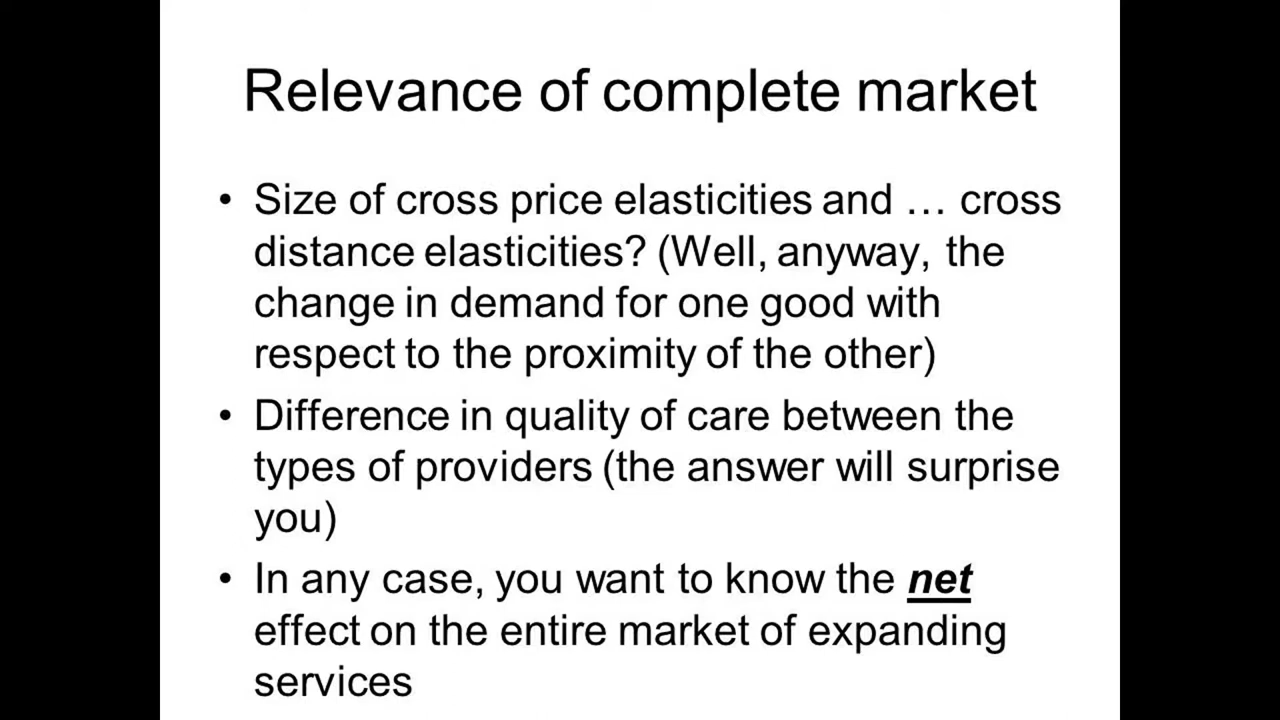 Relevance of complete market
• Size of cross price elasticities and … cross
distance elasticities? (Well, anyway, the
change in demand for one good with
respect to the proximity of the other)
• Difference in quality of care between the
types of providers (the answer will surprise
you)
• In any case, you want to know the net
effect on the entire market of expanding
services